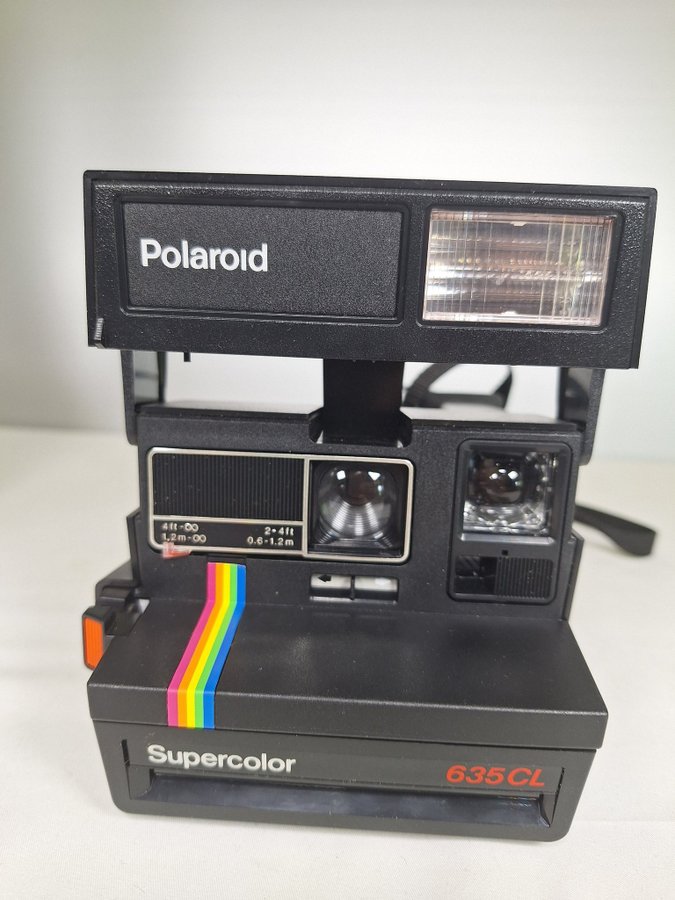 Polaroid
4ft-∞ 2-4ft
1.2m-∞ 0.6-1.2m
Supercolor 635CL